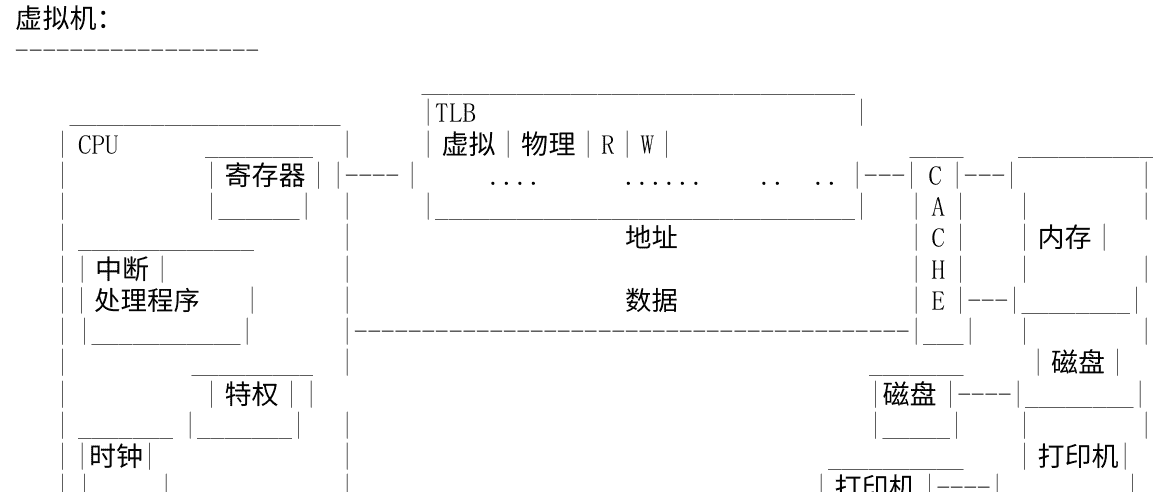 虚拟机：
------------------
TLB
CPU 虚拟 | 物理 | R | W |
寄存器 ---- .... ...... .. .. --- C ---
A
地址 C 内存
中断 H
处理程序 数据 E ---
磁盘
特权 磁盘 ----
时钟 打印机
打印机 ----